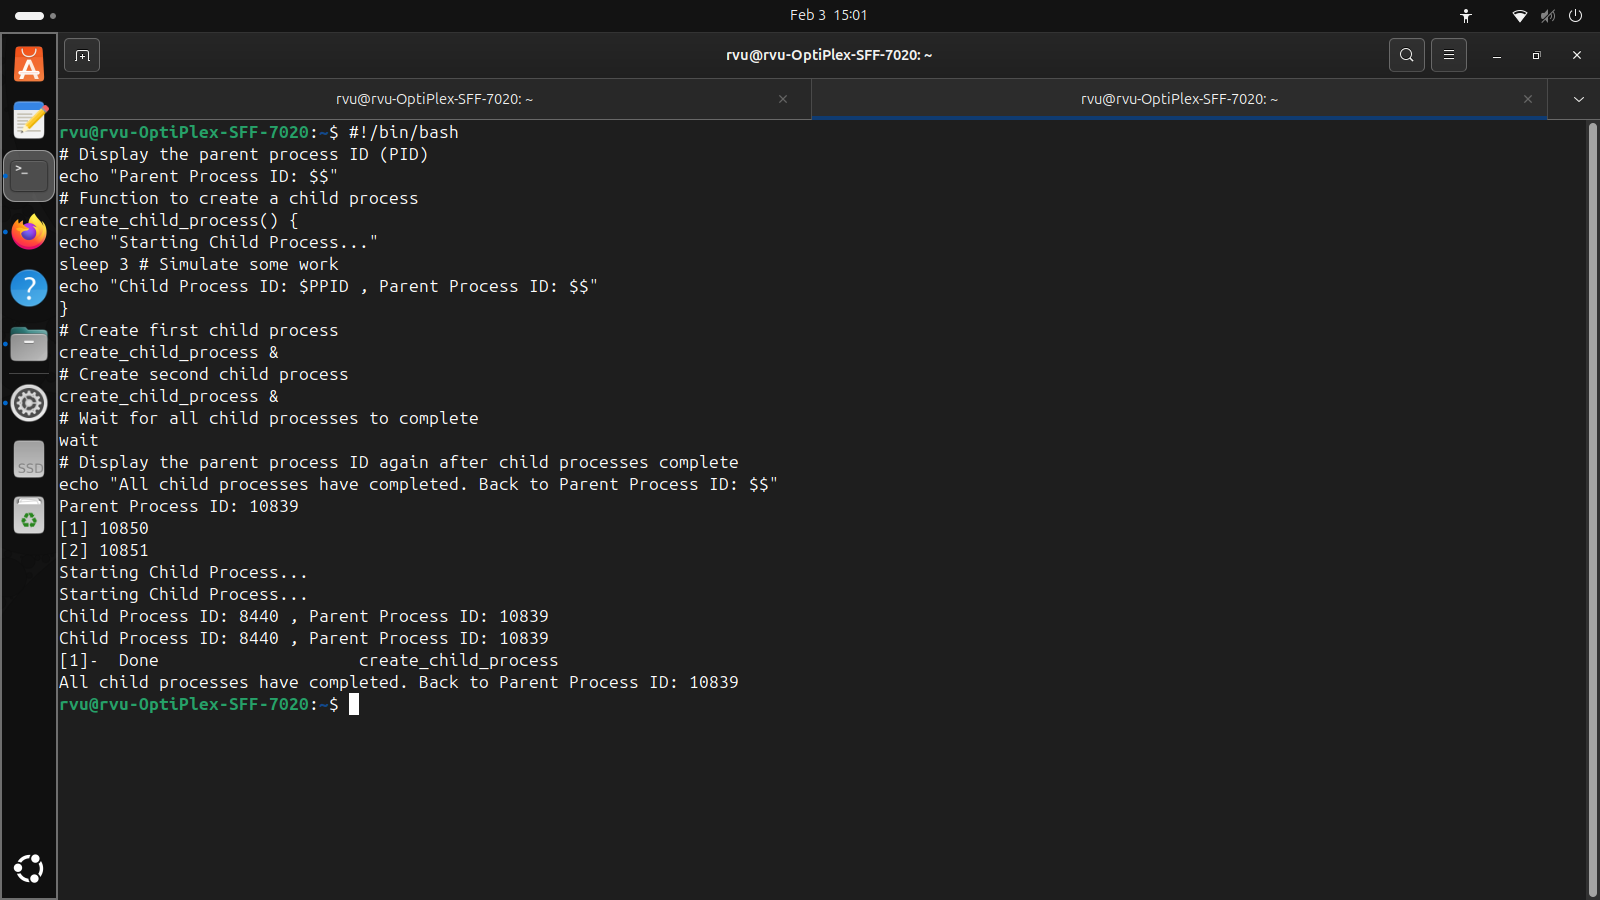 Feb 3 15:01
rvu@rvu-OptiPlex-SFF-7020: ~
rvu@rvu-OptiPlex-SFF-7020: ~
rvu@rvu-OptiPlex-SFF-7020: ~
rvu@rvu-OptiPlex-SFF-7020:~$ #!/bin/bash
# Display the parent process ID (PID)
echo "Parent Process ID: $$"
# Function to create a child process
create_child_process() {
echo "Starting Child Process..."
sleep 3 # Simulate some work
echo "Child Process ID: $PPID , Parent Process ID: $$"
}
# Create first child process
create_child_process &
# Create second child process
create_child_process &
# Wait for all child processes to complete
wait
# Display the parent process ID again after child processes complete
echo "All child processes have completed. Back to Parent Process ID: $$"
Parent Process ID: 10839
[1] 10850
[2] 10851
Starting Child Process...
Starting Child Process...
Child Process ID: 8440 , Parent Process ID: 10839
Child Process ID: 8440 , Parent Process ID: 10839
[1]-  Done                    create_child_process
All child processes have completed. Back to Parent Process ID: 10839
rvu@rvu-OptiPlex-SFF-7020:~$
SSD